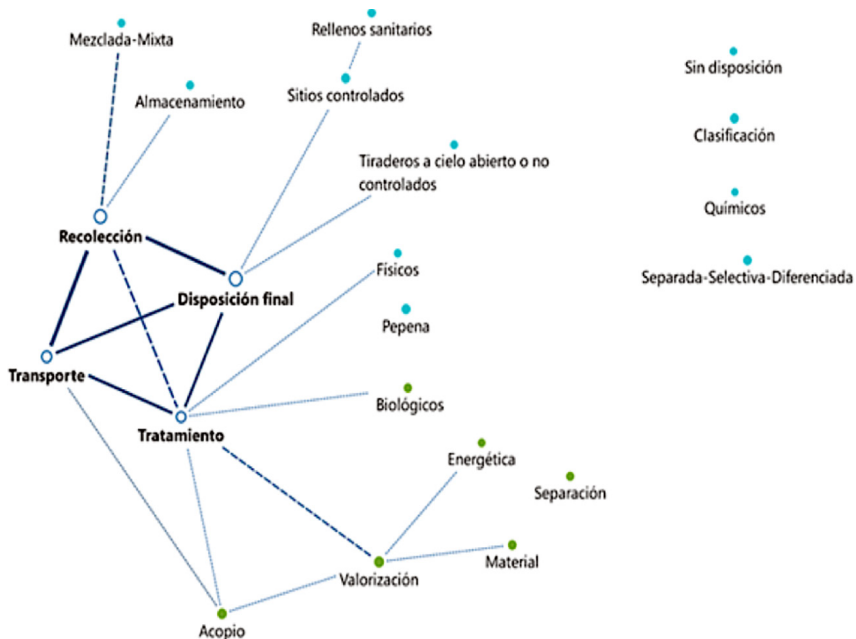 Rellenos sanitarios
Mezclada-Mixta
Sin disposición
Sitios controlados
Almacenamiento
Clasificación
Tiraderos a cielo abierto o no
controlados
Químicos
Recolección
Físicos
Separada-Selectiva-Diferenciada
Disposición final
Pepena
Transporte
Biológicos
Tratamiento
Energética
Separación
Material
Valorización
Acopio